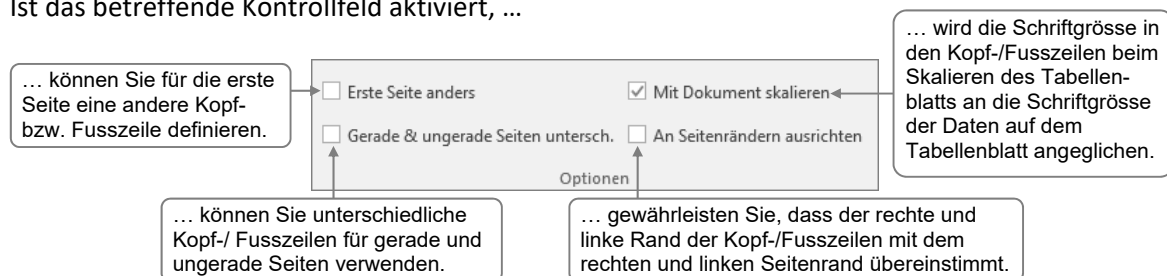 Ist das betreffende Kontrollfeld aktiviert, …
… wird die Schriftgrösse in
den Kopf-/Fusszeilen beim
Skalieren des Tabellen-
blatts an die Schriftgrösse
der Daten auf dem
Tabellenblatt angeglichen.
… können Sie für die erste
Seite eine andere Kopf-
bzw. Fusszeile definieren.
Erste Seite anders
Mit Dokument skalieren
Gerade & ungerade Seiten untersch.
An Seitenrändern ausrichten
Optionen
… können Sie unterschiedliche
Kopf-/ Fusszeilen für gerade und
ungerade Seiten verwenden.
… gewährleisten Sie, dass der rechte und
linke Rand der Kopf-/Fusszeilen mit dem
rechten und linken Seitenrand übereinstimmt.